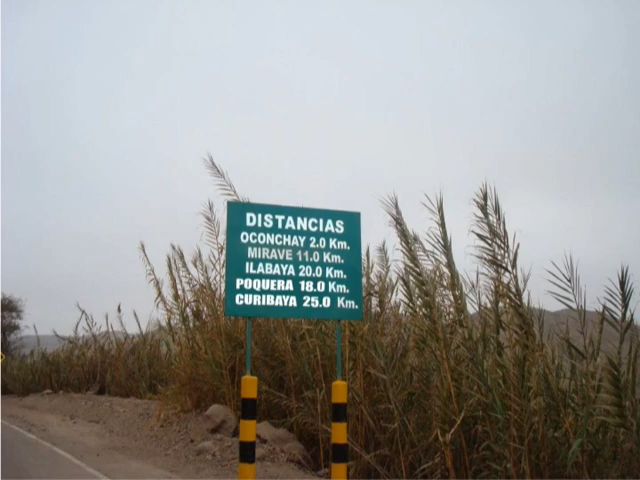 DISTANCIAS
OCONCHAY 2.0 Km.
MIRAVE 11.0 Km.
ILABAYA 20.0 Km.
POQUERA 18.0 Km.
CURIBAYA 25.0 Km.